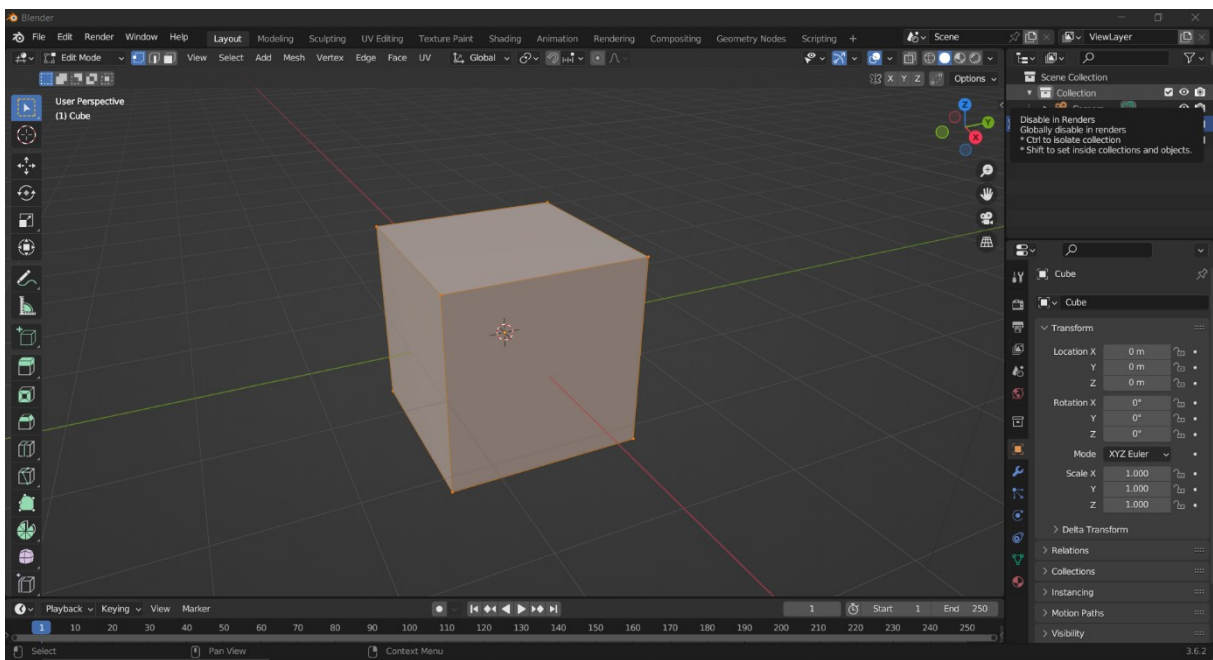 Blender
File Edit Render Window Help Layout Modeling Sculpting UV Editing Texture Paint Shading Animation Rendering Compositing Geometry Nodes Scripting + Scene ViewLayer
Edit Mode View Select Add Mesh Vertex Edge Face UV Global
X Y Z Options
Scene Collection
Collection
User Perspective
(1) Cube
Z
Y
X
Disable in Renders
Globally disable in renders
* Ctrl to isolate collection
* Shift to set inside collections and objects.
Cube
Cube
Transform
Location X 0 m
Y 0 m
Z 0 m
Rotation X 0°
Y 0°
Z 0°
Mode XYZ Euler
Scale X 1.000
Y 1.000
Z 1.000
Delta Transform
Relations
Collections
Instancing
Motion Paths
Visibility
Playback Keying View Marker 1 Start 1 End 250
1 10 20 30 40 50 60 70 80 90 100 110 120 130 140 150 160 170 180 190 200 210 220 230 240 250
Select Pan View Context Menu 3.6.2